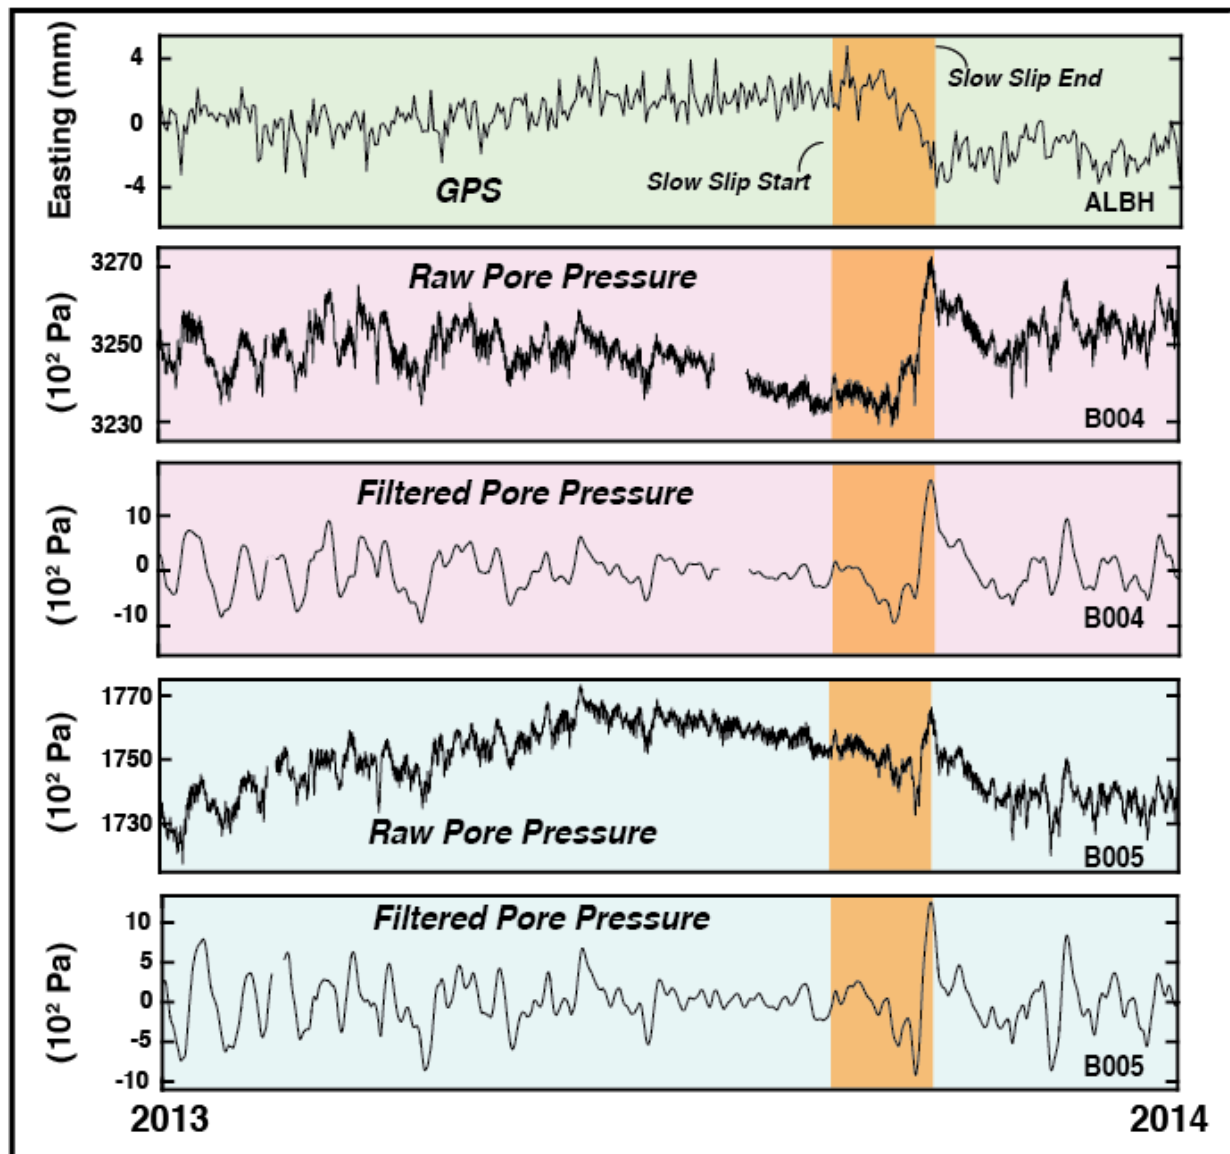 Easting (mm)
4
0
-4
GPS
Slow Slip Start
Slow Slip End
ALBH
(10² Pa)
3270
3250
3230
Raw Pore Pressure
B004
(10² Pa)
10
0
-10
Filtered Pore Pressure
B004
(10² Pa)
1770
1750
1730
Raw Pore Pressure
B005
(10² Pa)
10
5
0
-5
-10
Filtered Pore Pressure
B005
2013
2014